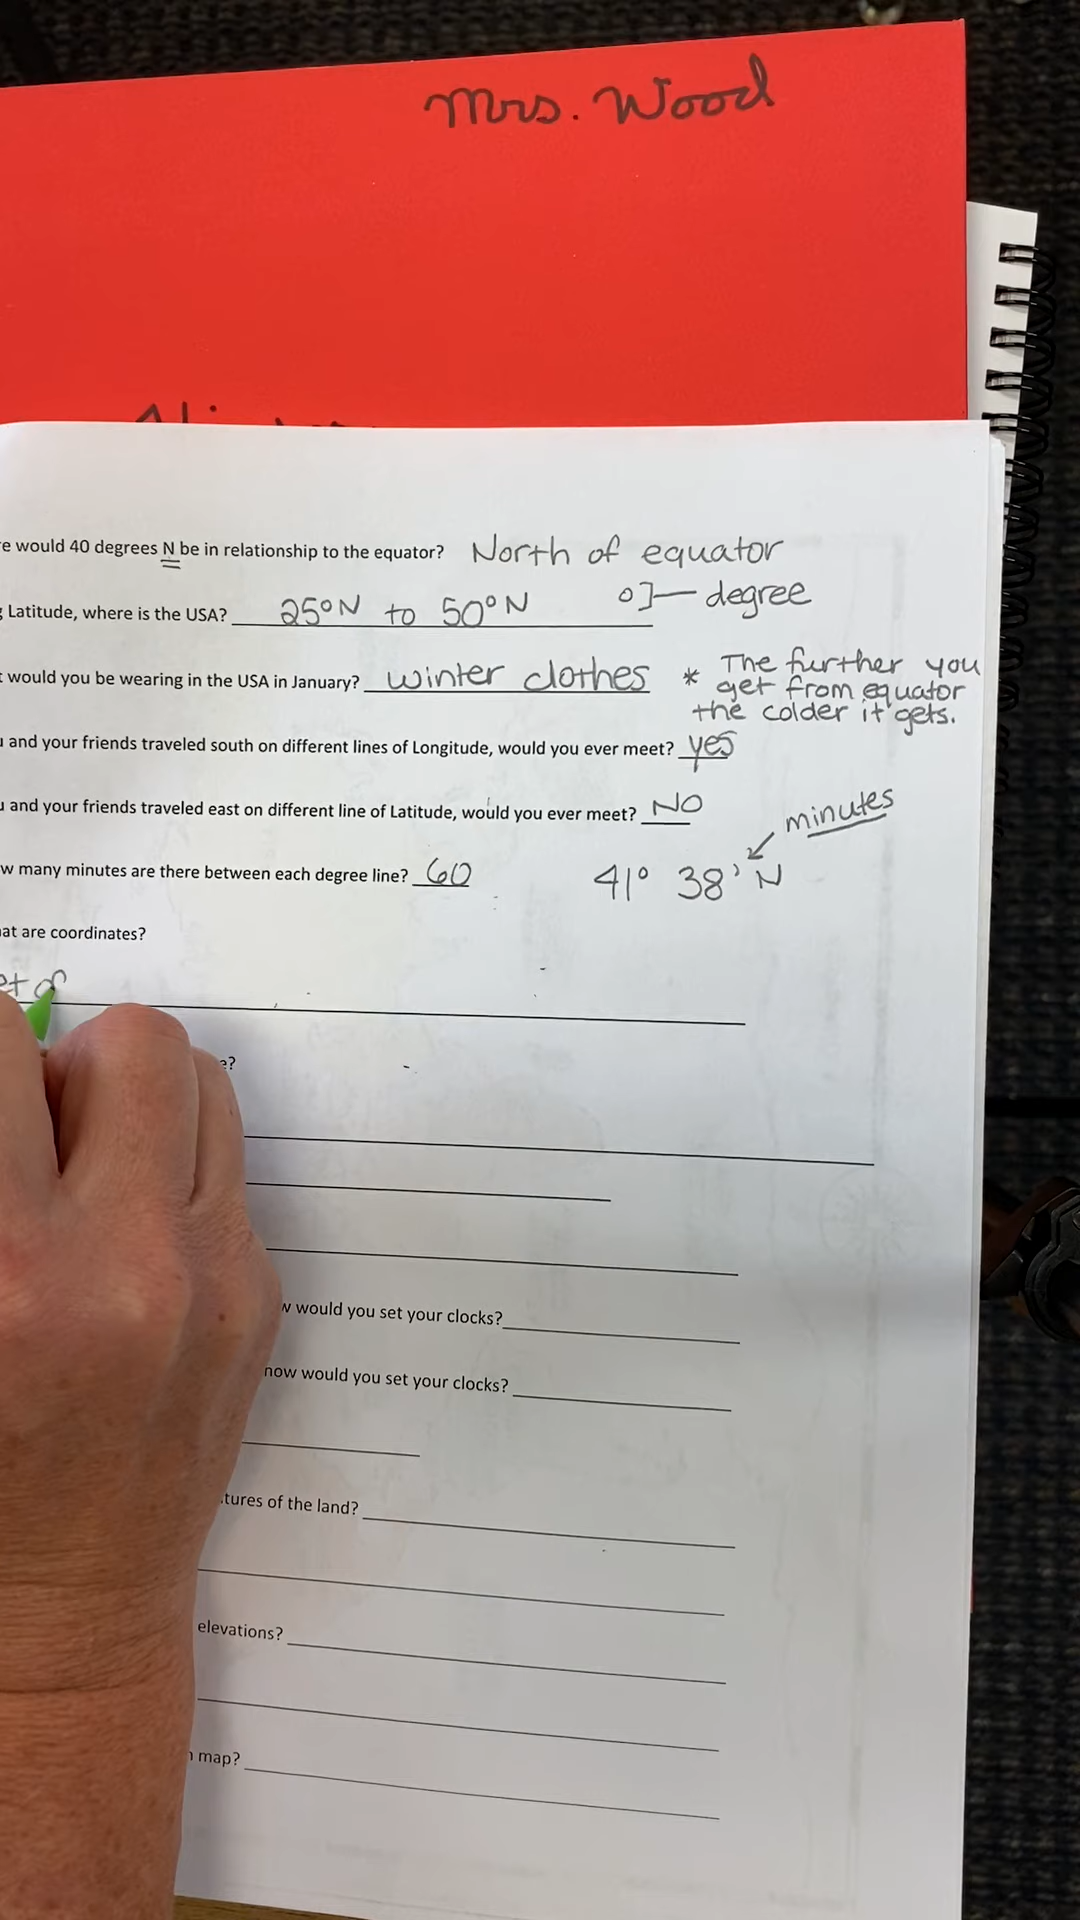 Mrs. Wood
would 40 degrees N be in relationship to the equator? North of equator
Latitude, where is the USA? 25°N to 50°N o]— degree
would you be wearing in the USA in January? winter clothes * The further you
get from equator
the colder it gets.
and your friends traveled south on different lines of Longitude, would you ever meet? yes
and your friends traveled east on different line of Latitude, would you ever meet? NO
minutes
many minutes are there between each degree line? 60 41° 38' N
are coordinates?
would you set your clocks?
how would you set your clocks?
of the land?
elevations?
map?